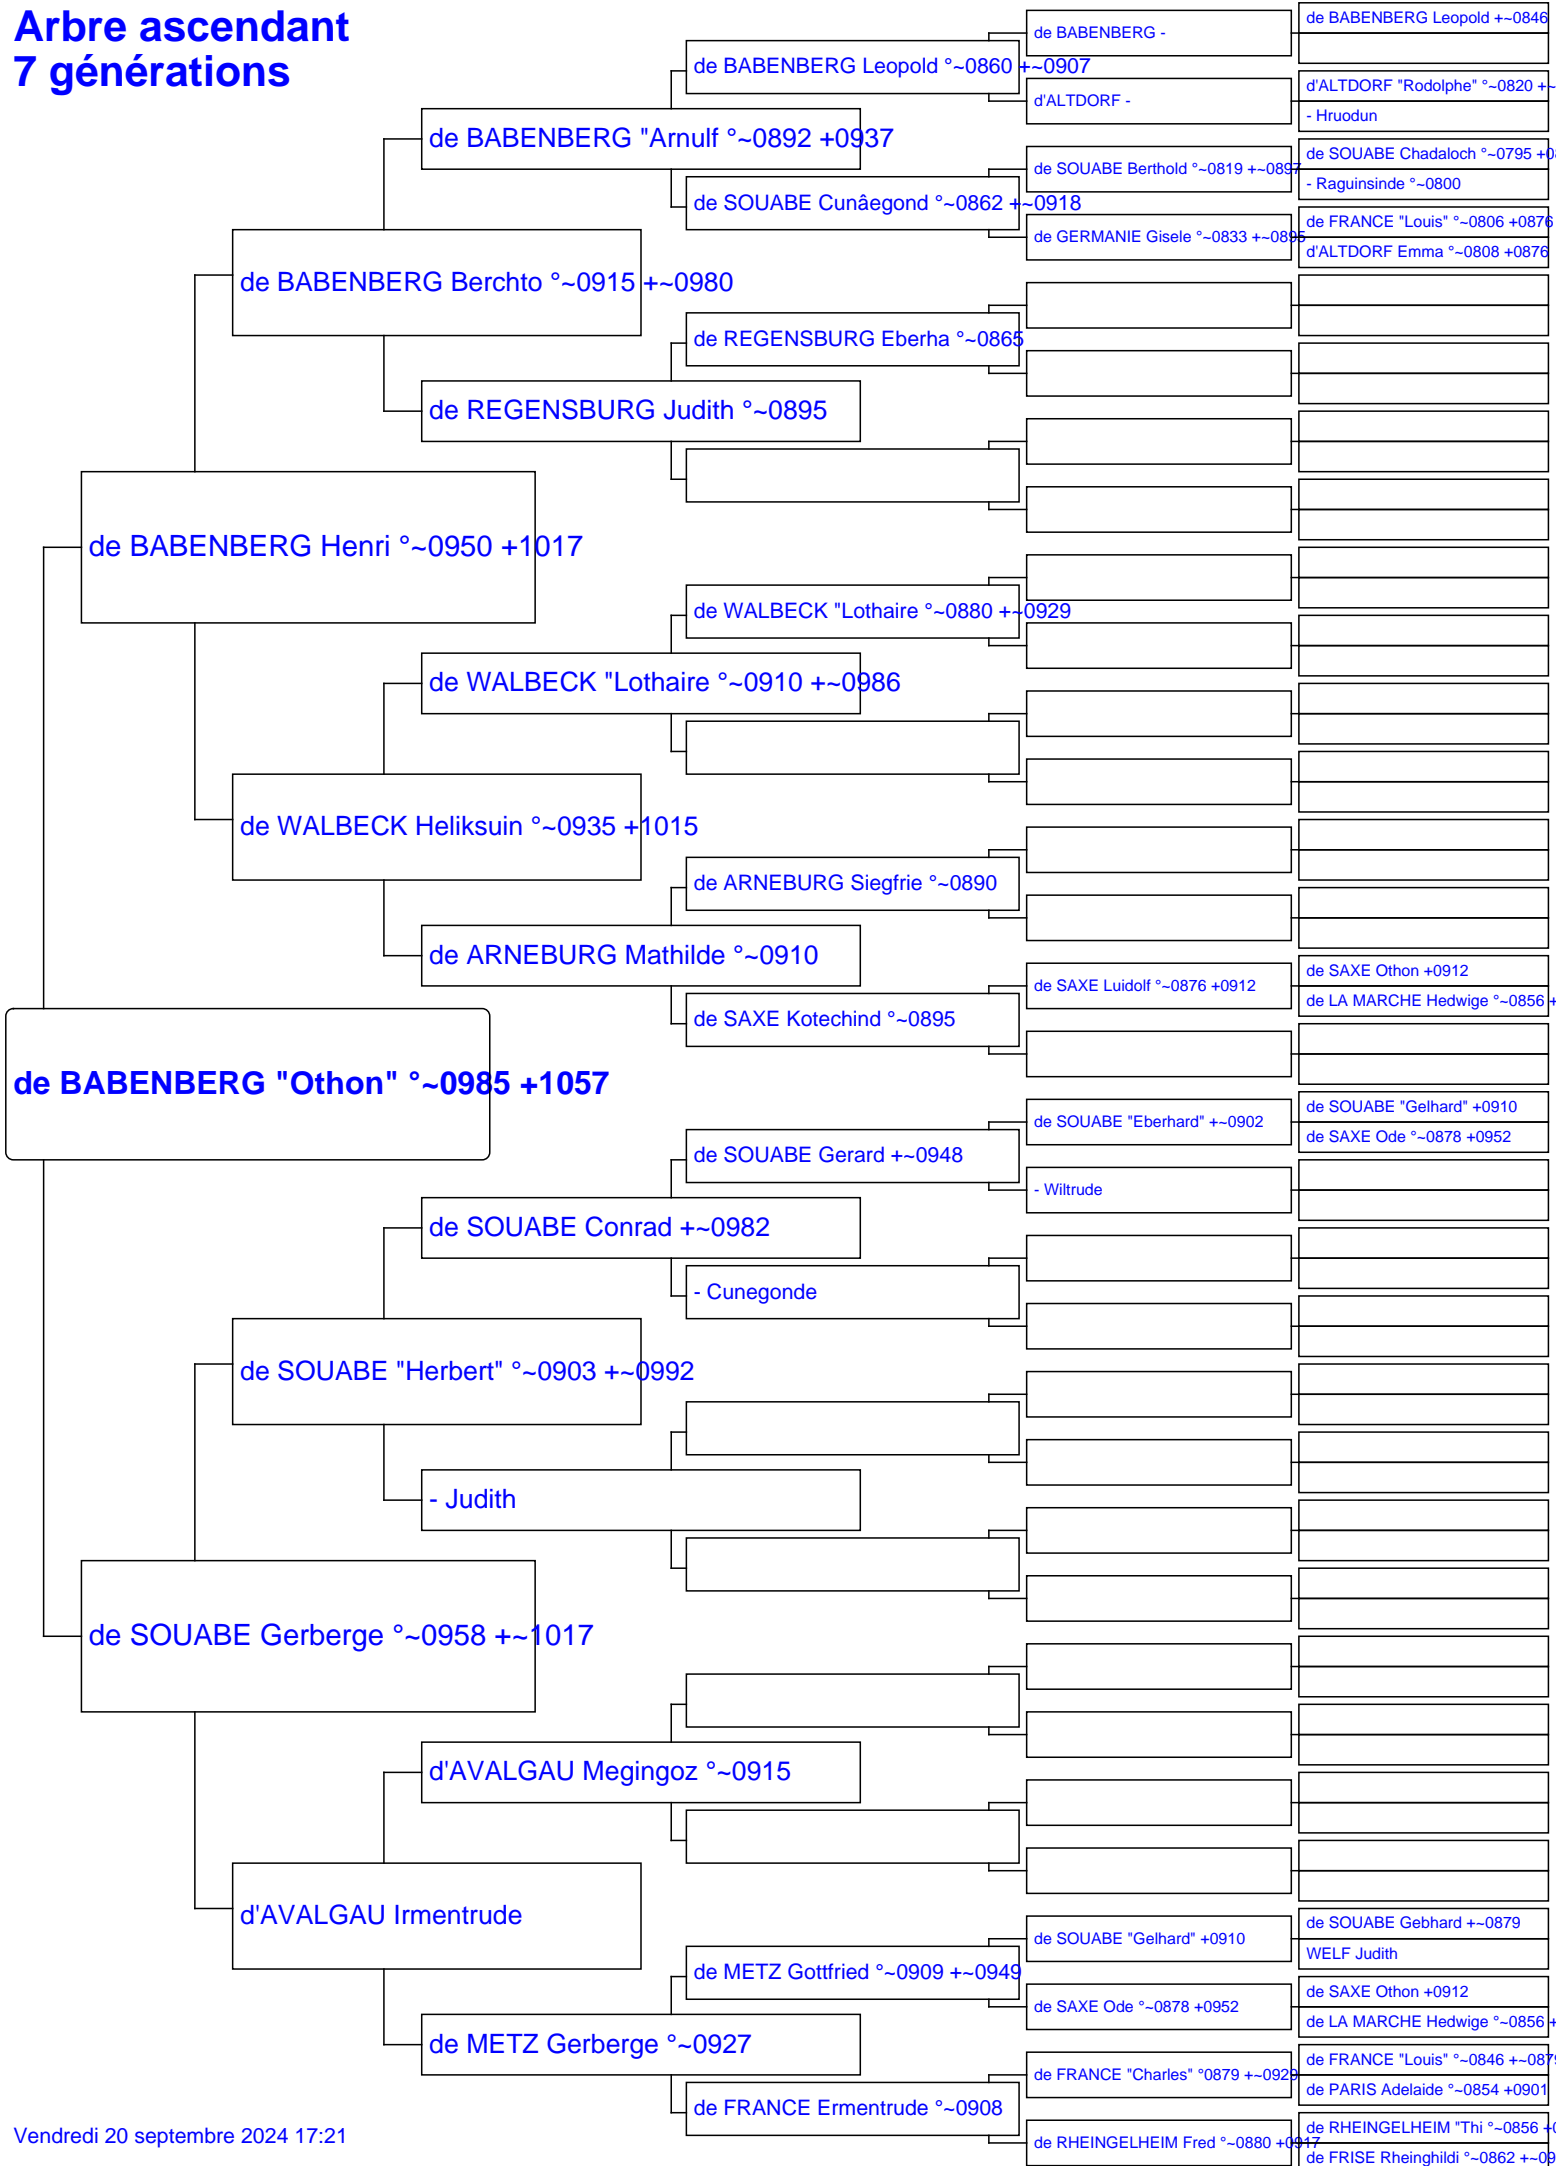 Arbre ascendant
7 générations
de BABENBERG "Othon" °~0985 +1057
de BABENBERG Henri °~0950 +1017
de SOUABE Gerberge °~0958 +~1017
de BABENBERG Berchto °~0915 +~0980
de WALBECK Heliksuin °~0935 +1015
de SOUABE "Herbert" °~0903 +~0992
d'AVALGAU Irmentrude
de BABENBERG "Arnulf °~0892 +0937
de REGENSBURG Judith °~0895
de WALBECK "Lothaire °~0910 +~0986
de ARNEBURG Mathilde °~0910
de SOUABE Conrad +~0982
- Judith
d'AVALGAU Megingoz °~0915
de METZ Gerberge °~0927
de BABENBERG Leopold °~0860 +~0907
de SOUABE Cunâegond °~0862 +~0918
de REGENSBURG Eberha °~0865
de WALBECK "Lothaire °~0880 +~0929
de ARNEBURG Siegfrie °~0890
de SAXE Kotechind °~0895
de SOUABE Gerard +~0948
- Cunegonde
de METZ Gottfried °~0909 +~0949
de FRANCE Ermentrude °~0908
de BABENBERG -
d'ALTDORF -
de SOUABE Berthold °~0819 +~0897
de GERMANIE Gisele °~0833 +~0895
de SAXE Luidolf °~0876 +0912
de SOUABE "Eberhard" +~0902
- Wiltrude
de SOUABE "Gelhard" +0910
de SAXE Ode °~0878 +0952
de FRANCE "Charles" °0879 +~0929
de RHEINGELHEIM Fred °~0880 +0917
de BABENBERG Leopold +~0846
d'ALTDORF "Rodolphe" °~0820 +~
- Hruodun
de SOUABE Chadaloch °~0795 +0
- Raguinsinde °~0800
de FRANCE "Louis" °~0806 +0876
d'ALTDORF Emma °~0808 +0876
de SAXE Othon +0912
de LA MARCHE Hedwige °~0856 +
de SOUABE "Gelhard" +0910
de SAXE Ode °~0878 +0952
de SOUABE Gebhard +~0879
WELF Judith
de SAXE Othon +0912
de LA MARCHE Hedwige °~0856 +
de FRANCE "Louis" °~0846 +~0879
de PARIS Adelaide °~0854 +0901
de RHEINGELHEIM "Thi °~0856 +0
de FRISE Rheinghildi °~0862 +~09
Vendredi 20 septembre 2024 17:21